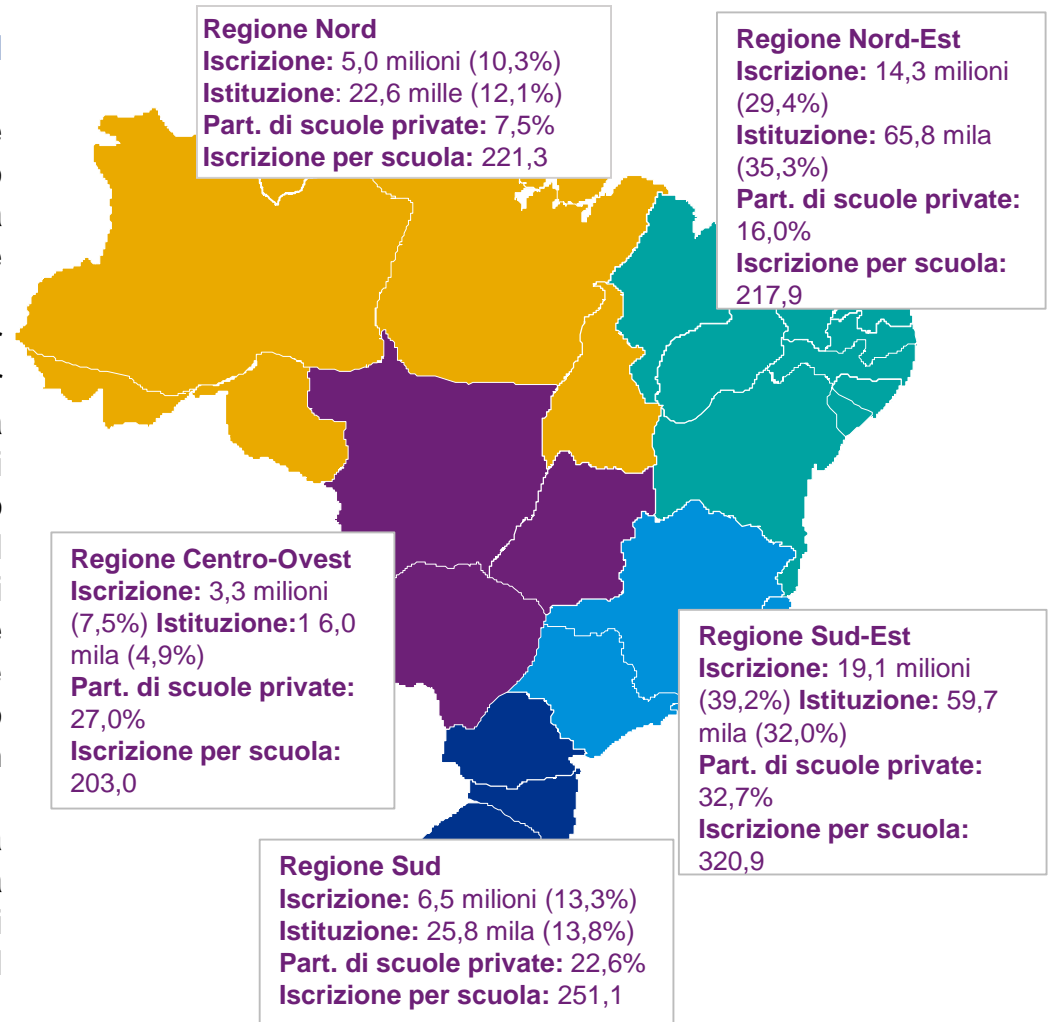 Regione Nord
Iscrizione: 5,0 milioni (10,3%)
Istituzione: 22,6 mille (12,1%)
Part. di scuole private: 7,5%
Iscrizione per scuola: 221,3
Regione Nord-Est
Iscrizione: 14,3 milioni
(29,4%)
Istituzione: 65,8 mila
(35,3%)
Part. di scuole private:
16,0%
Iscrizione per scuola:
217,9
Regione Centro-Ovest
Iscrizione: 3,3 milioni
(7,5%) Istituzione:1 6,0
mila (4,9%)
Part. di scuole private:
27,0%
Iscrizione per scuola:
203,0
Regione Sud-Est
Iscrizione: 19,1 milioni
(39,2%) Istituzione: 59,7
mila (32,0%)
Part. di scuole private:
32,7%
Iscrizione per scuola:
320,9
Regione Sud
Iscrizione: 6,5 milioni (13,3%)
Istituzione: 25,8 mila (13,8%)
Part. di scuole private: 22,6%
Iscrizione per scuola: 251,1